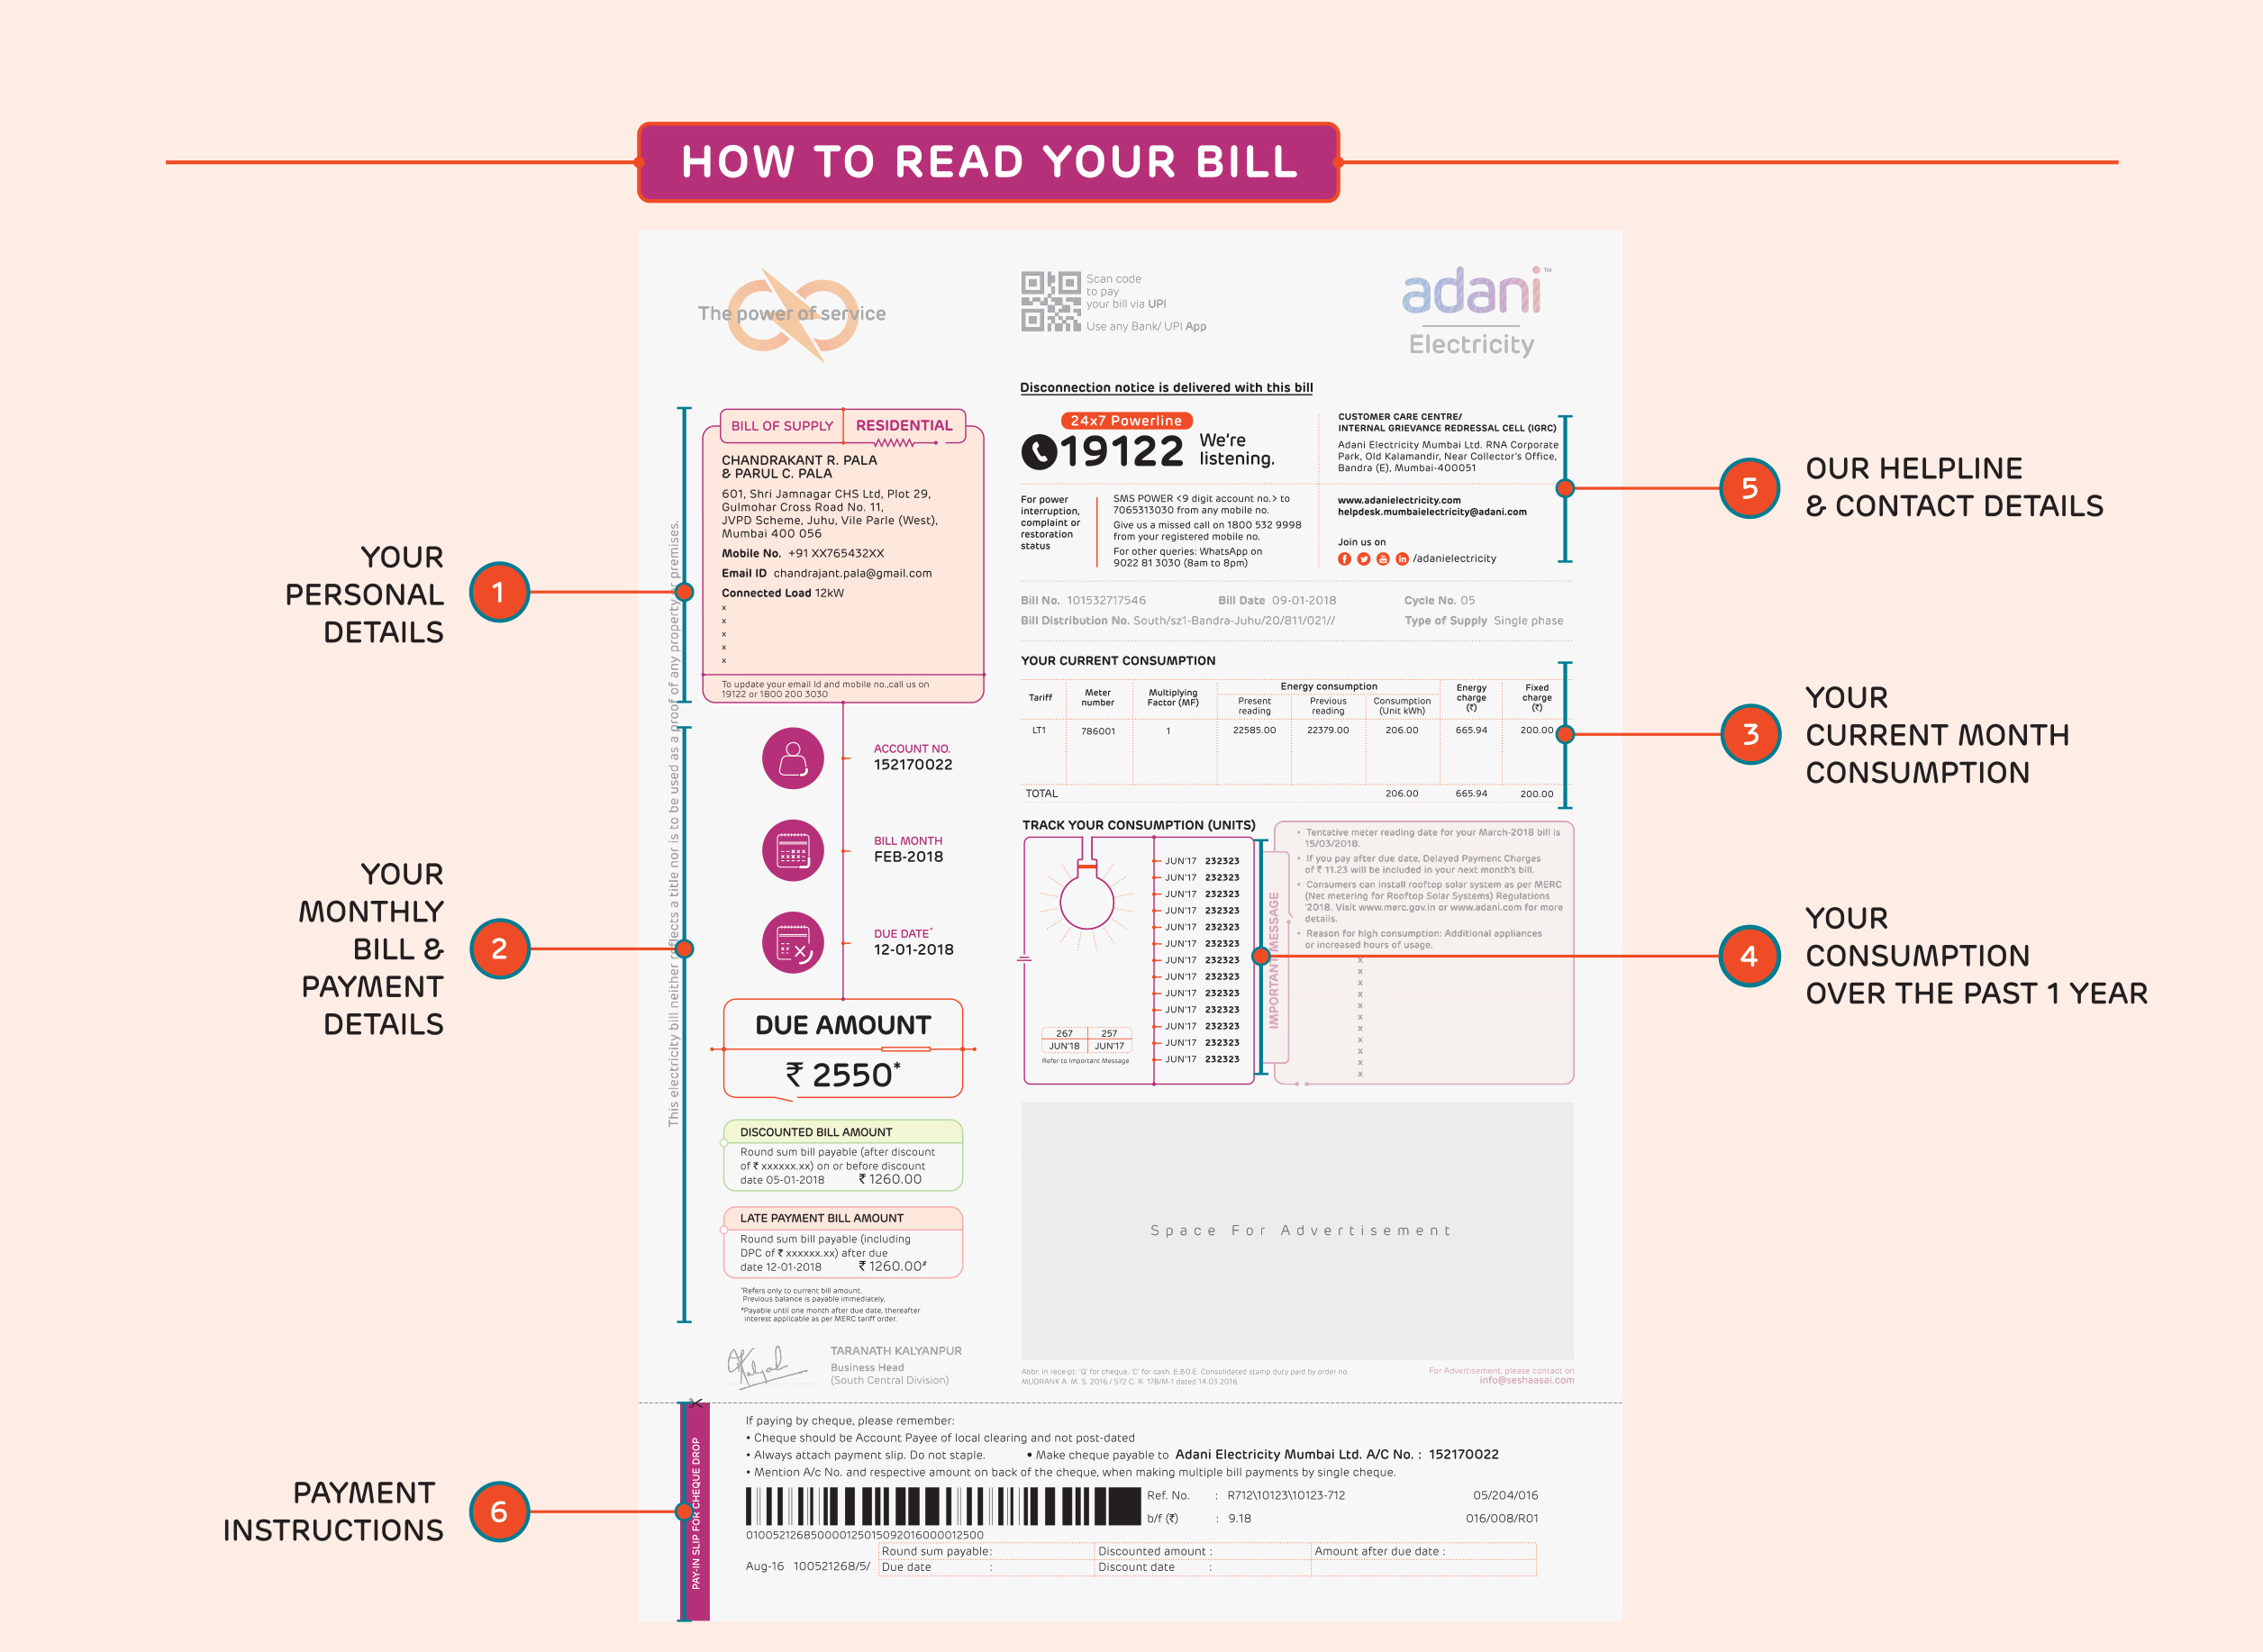 HOW TO READ YOUR BILL
The power of service
Scan code
to pay
your bill via UPI
Use any Bank/ UPI App
adani™
Electricity
Disconnection notice is delivered with this bill
BILL OF SUPPLY RESIDENTIAL
CHANDRAKANT R. PALA
& PARUL C. PALA
601, Shri Jamnagar CHS Ltd, Plot 29,
Gulmohar Cross Road No. 11,
JVPD Scheme, Juhu, Vile Parle (West),
Mumbai 400 056
Mobile No. +91 XX765432XX
Email ID chandrajant.pala@gmail.com
Connected Load 12kW
x
x
x
x
x
To update your email Id and mobile no.,call us on
19122 or 1800 200 3030
24x7 Powerline
19122
We're
listening.
CUSTOMER CARE CENTRE/
INTERNAL GRIEVANCE REDRESSAL CELL (IGRC)
Adani Electricity Mumbai Ltd. RNA Corporate
Park, Old Kalamandir, Near Collector's Office,
Bandra (E), Mumbai-400051
For power
interruption,
complaint or
restoration
status
SMS POWER <9 digit account no.> to
7065313030 from any mobile no.
Give us a missed call on 1800 532 9998
from your registered mobile no.
For other queries: WhatsApp on
9022 81 3030 (8am to 8pm)
www.adanielectricity.com
helpdesk.mumbaielectricity@adani.com
Join us on
/adanielectricity
5
OUR HELPLINE
& CONTACT DETAILS
YOUR
PERSONAL
DETAILS
1
This electricity bill neither reflects a title nor is to be used as a proof of any property or premises.
Bill No. 101532717546 Bill Date 09-01-2018 Cycle No. 05
Bill Distribution No. South/sz1-Bandra-Juhu/20/811/021// Type of Supply Single phase
YOUR CURRENT CONSUMPTION
Tariff
Meter
number
Multiplying
Factor (MF)
Energy consumption
Present
reading
Previous
reading
Consumption
(Unit kWh)
Energy
charge
(₹)
Fixed
charge
(₹)
LT1 786001 1 22585.00 22379.00 206.00 665.94 200.00
TOTAL 206.00 665.94 200.00
3
YOUR
CURRENT MONTH
CONSUMPTION
ACCOUNT NO.
152170022
BILL MONTH
FEB-2018
DUE DATE*
12-01-2018
DUE AMOUNT
₹ 2550*
YOUR
MONTHLY
BILL &
PAYMENT
DETAILS
2
DISCOUNTED BILL AMOUNT
Round sum bill payable (after discount
of ₹ xxxxxx.xx) on or before discount
date 05-01-2018 ₹ 1260.00
LATE PAYMENT BILL AMOUNT
Round sum bill payable (including
DPC of ₹ xxxxxx.xx) after due
date 12-01-2018 ₹ 1260.00#
*Refers only to current bill amount.
Previous balance is payable immediately.
#Payable until one month after due date, thereafter
interest applicable as per MERC tariff order.
TARANATH KALYANPUR
Business Head
(South Central Division)
TRACK YOUR CONSUMPTION (UNITS)
JUN'17 232323
JUN'17 232323
JUN'17 232323
JUN'17 232323
JUN'17 232323
JUN'17 232323
JUN'17 232323
JUN'17 232323
JUN'17 232323
JUN'17 232323
JUN'17 232323
JUN'17 232323
JUN'17 232323
267 257
JUN'18 JUN'17
Refer to Important Message
IMPORTANT MESSAGE
• Tentative meter reading date for your March-2018 bill is
15/03/2018.
• If you pay after due date, Delayed Payment Charges
of ₹ 11.23 will be included in your next month's bill.
• Consumers can install rooftop solar system as per MERC
(Net metering for Rooftop Solar Systems) Regulations
'2018. Visit www.merc.gov.in or www.adani.com for more
details.
• Reason for high consumption: Additional appliances
or increased hours of usage.
x
x
x
x
x
x
x
x
x
x
x
4
YOUR
CONSUMPTION
OVER THE PAST 1 YEAR
Space For Advertisement
Abbr. in receipt: 'Q' for cheque. 'C' for cash. E.&O.E. Consolidated stamp duty paid by order no.
MUDRANK A. M. S. 2016 / 572 C. R. 178/M-1 dated 14.03.2016
For Advertisement, please contact on
info@seshaasai.com
PAYMENT
INSTRUCTIONS
6
PAY-IN SLIP FOR CHEQUE DROP
If paying by cheque, please remember:
• Cheque should be Account Payee of local clearing and not post-dated
• Always attach payment slip. Do not staple. • Make cheque payable to Adani Electricity Mumbai Ltd. A/C No. : 152170022
• Mention A/c No. and respective amount on back of the cheque, when making multiple bill payments by single cheque.
Ref. No. : R712\10123\10123-712 05/204/016
b/f (₹) : 9.18 016/008/R01
010052126850000125015092016000012500
Aug-16 100521268/5/
Round sum payable: Discounted amount : Amount after due date :
Due date : Discount date :